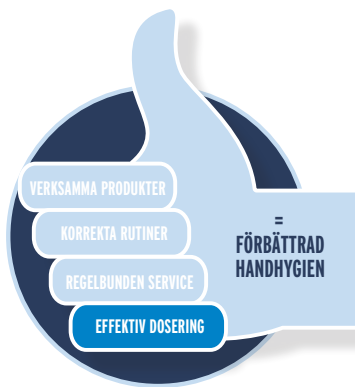 VERKSAMMA PRODUKTER
KORREKTA RUTINER
REGELBUNDEN SERVICE
EFFEKTIV DOSERING
=
FÖRBÄTTRAD
HANDHYGIEN